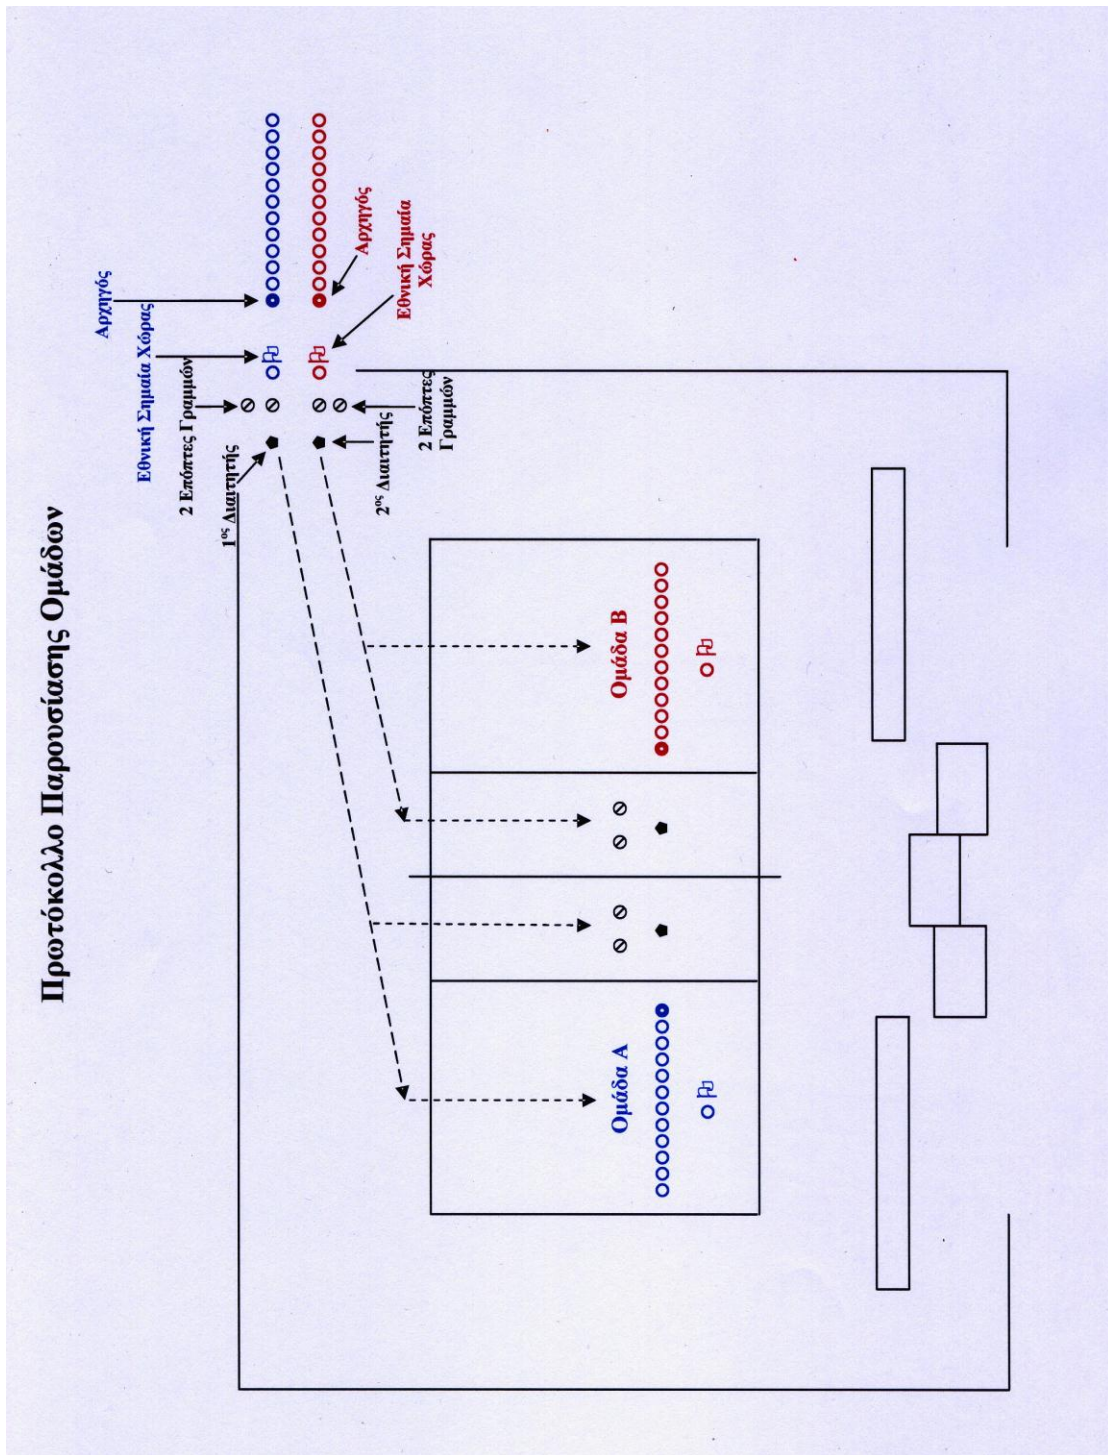 Πρωτόκολλο Παρουσίασης Ομάδων
Αρχηγός
Εθνική Σημαία Χώρας
2 Επόπτες Γραμμών
1ος Διαιτητής
Αρχηγός
Εθνική Σημαία
Χώρας
2 Επόπτες
Γραμμών
2ος Διαιτητής
Ομάδα Α
Ομάδα Β